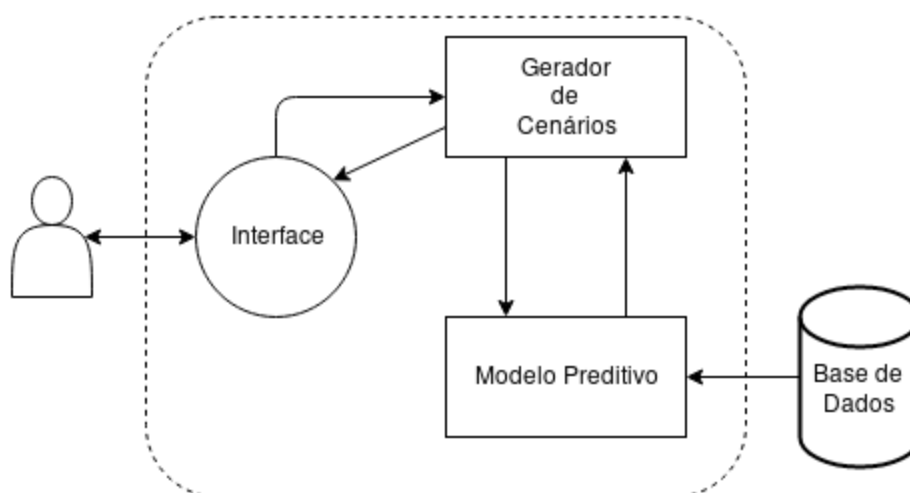 Gerador
de
Cenários
Interface
Modelo Preditivo
Base de
Dados